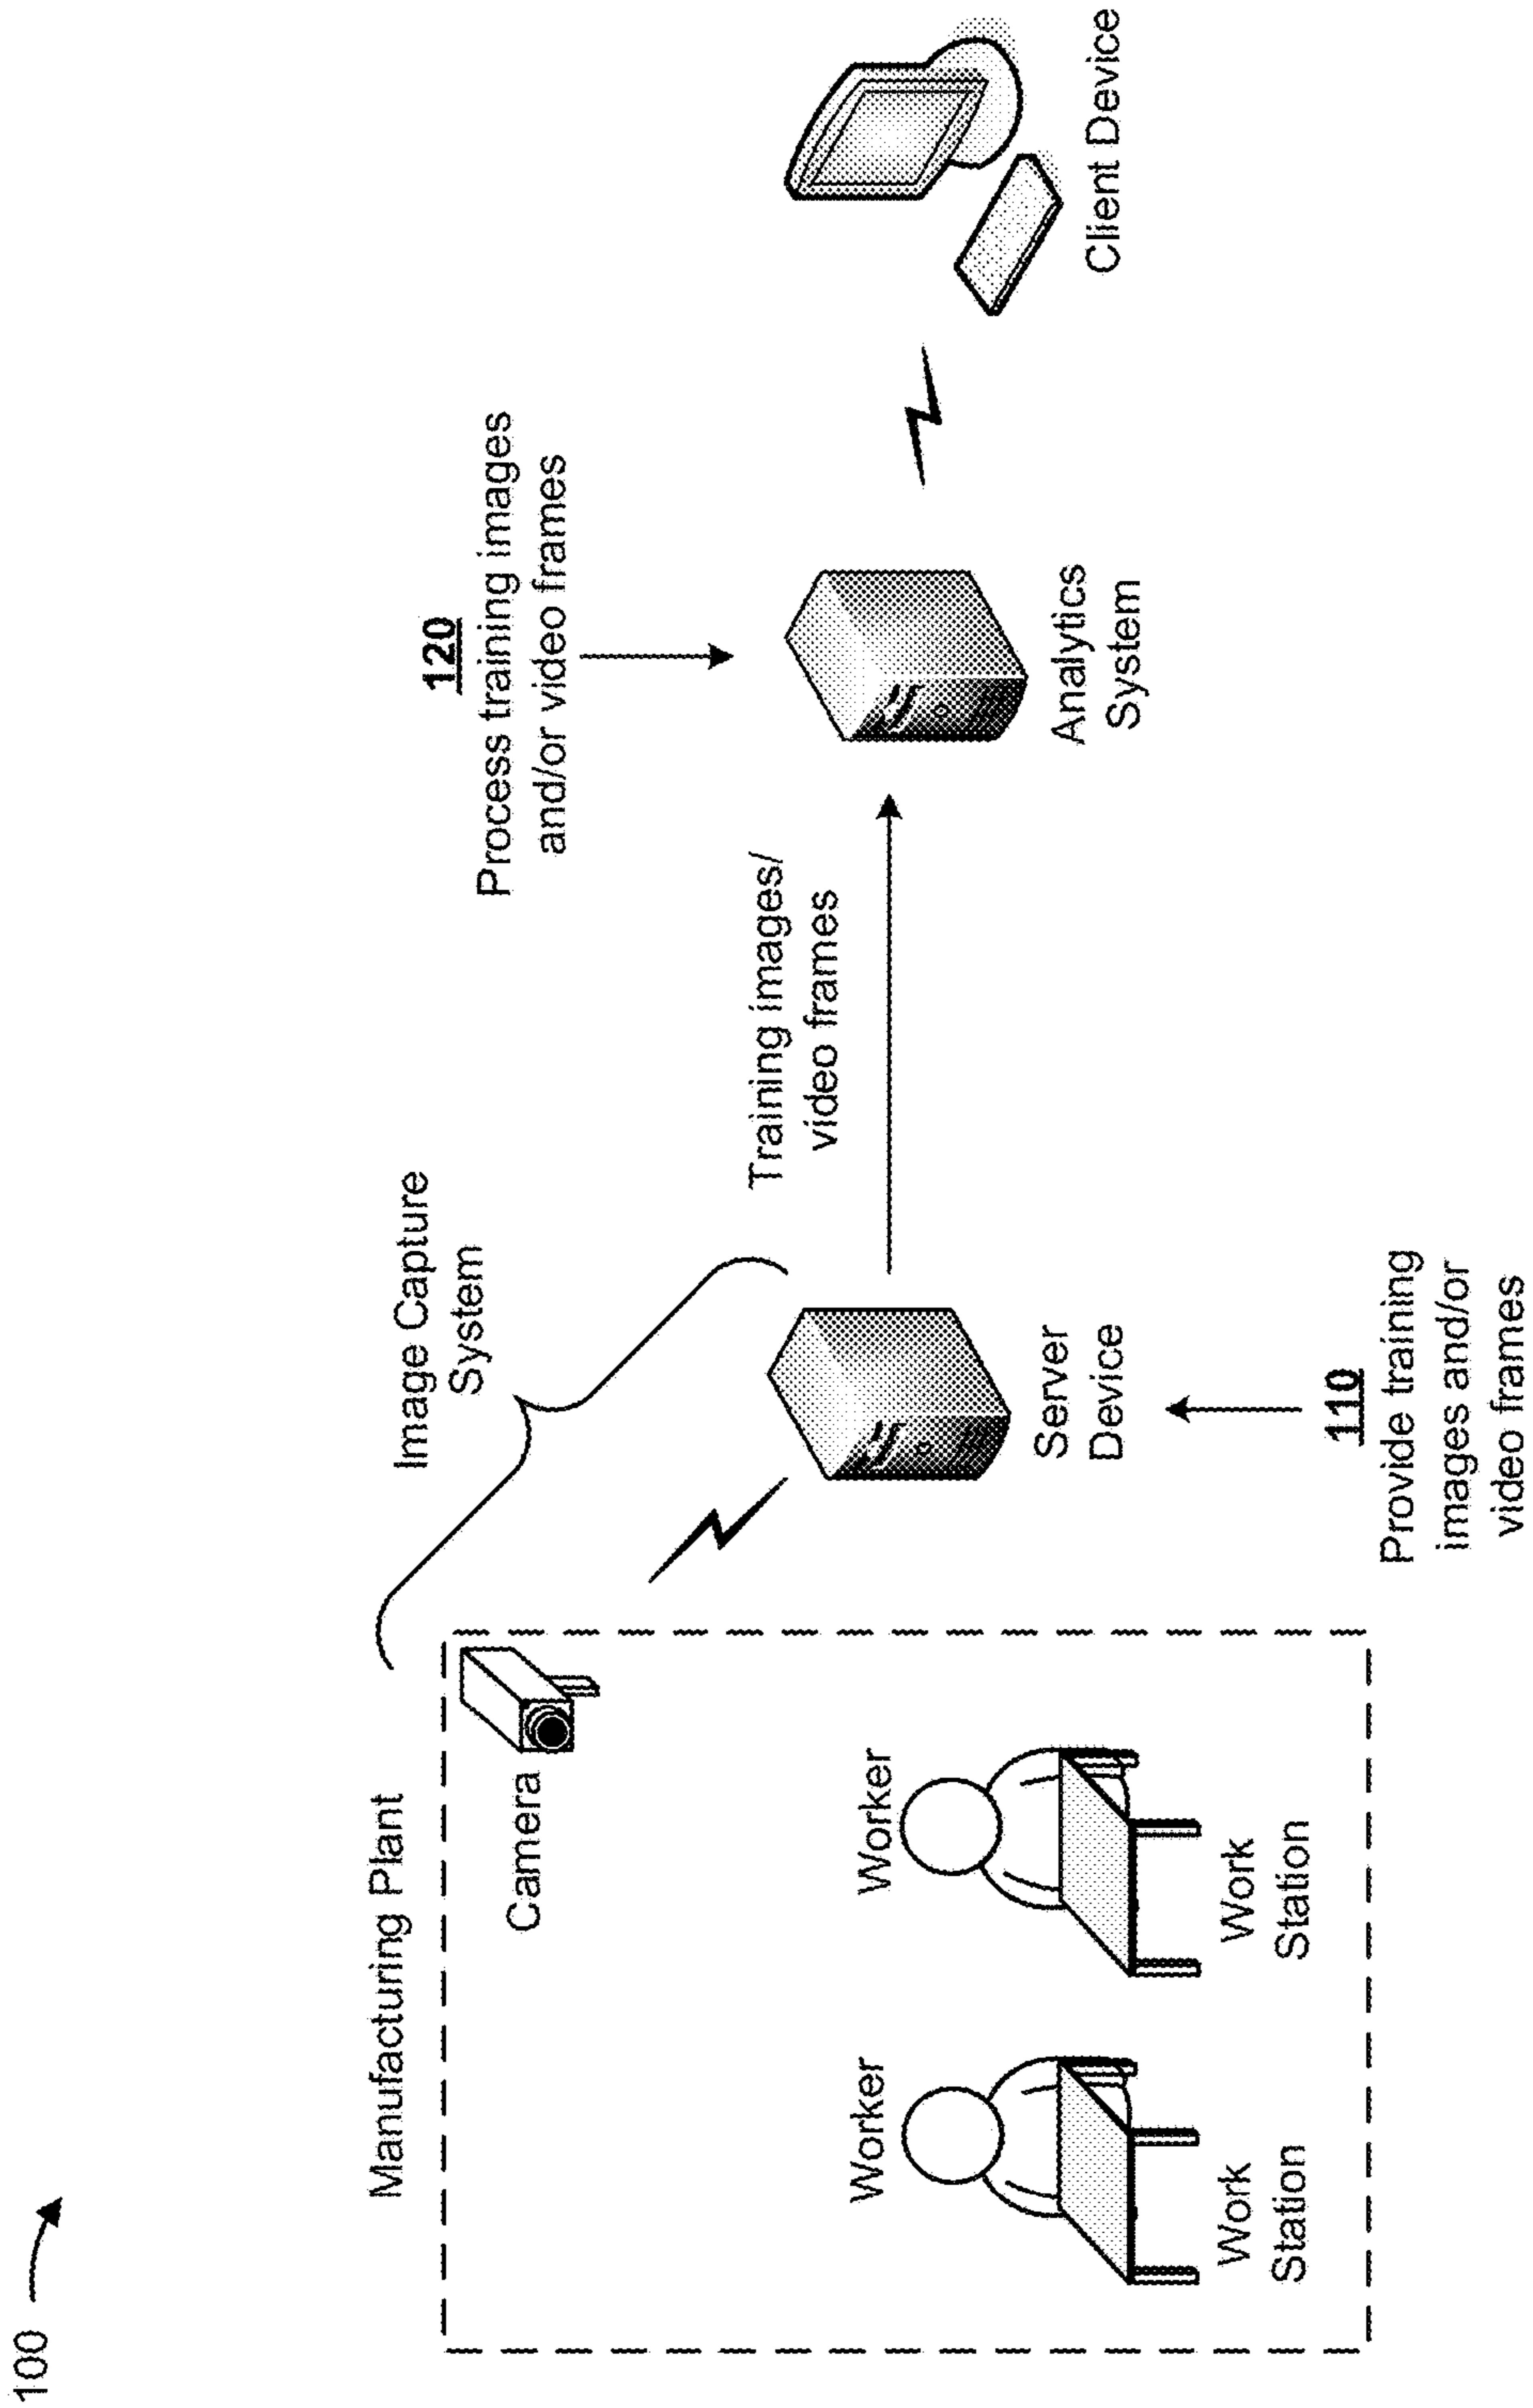 100
Manufacturing Plant
Camera
Worker
Work
Station
Worker
Work
Station
Image Capture
System
Server
Device
110
Provide training
images and/or
video frames
Training images/
video frames
120
Process training images
and/or video frames
Analytics
System
Client Device